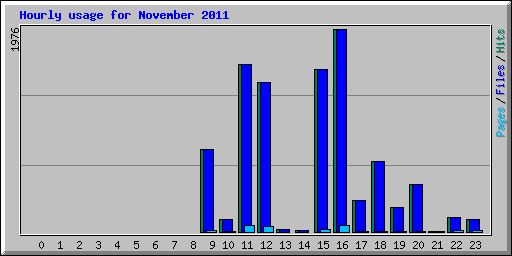 Hourly usage for November 2011
1976
Pages / Files / Hits
0 1 2 3 4 5 6 7 8 9 10 11 12 13 14 15 16 17 18 19 20 21 22 23